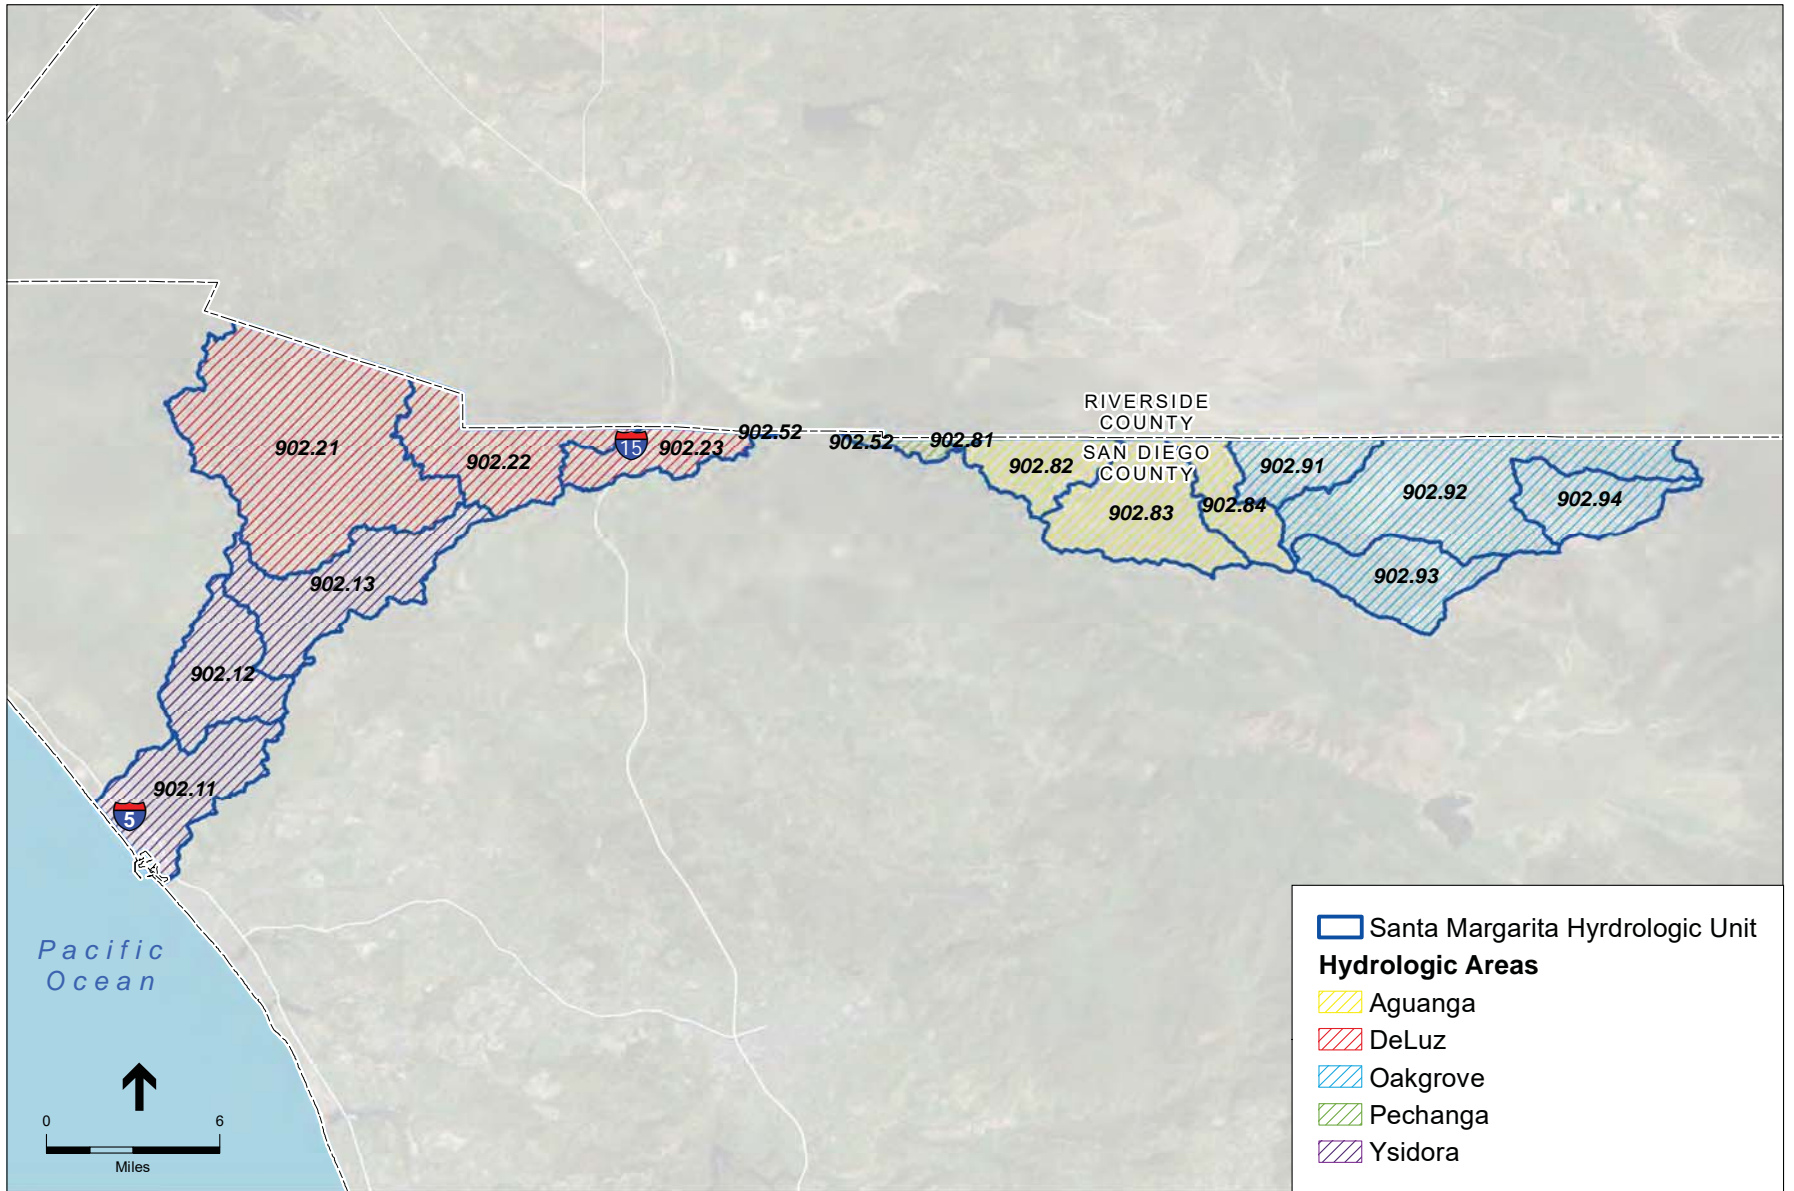 RIVERSIDE
COUNTY
SAN DIEGO
COUNTY
902.21
902.22
15
902.23
902.52
902.52
902.81
902.82
902.83
902.84
902.91
902.92
902.94
902.93
902.13
902.12
902.11
5
Pacific
Ocean
0 6
Miles
Santa Margarita Hyrdrologic Unit
Hydrologic Areas
Aguanga
DeLuz
Oakgrove
Pechanga
Ysidora